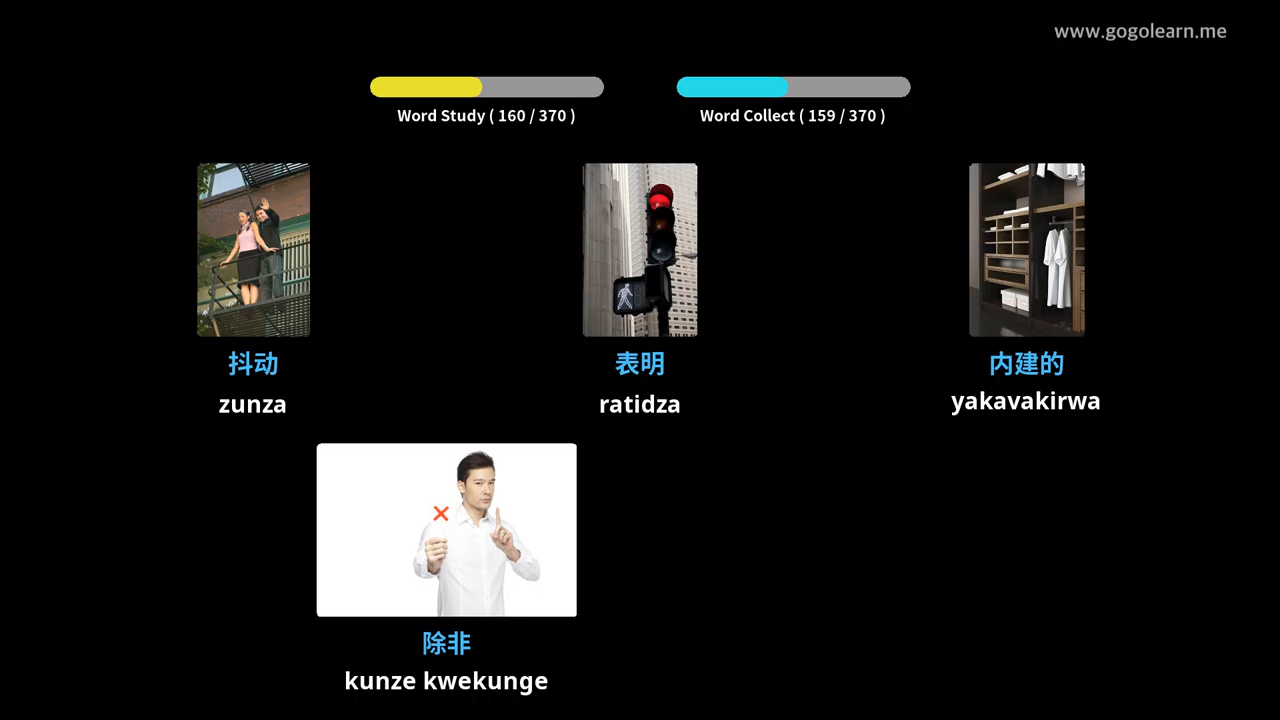 www.gogolearn.me
Word Study ( 160 / 370 )
Word Collect ( 159 / 370 )
抖动
zunza
表明
ratidza
内建的
yakavakirwa
除非
kunze kwekunge